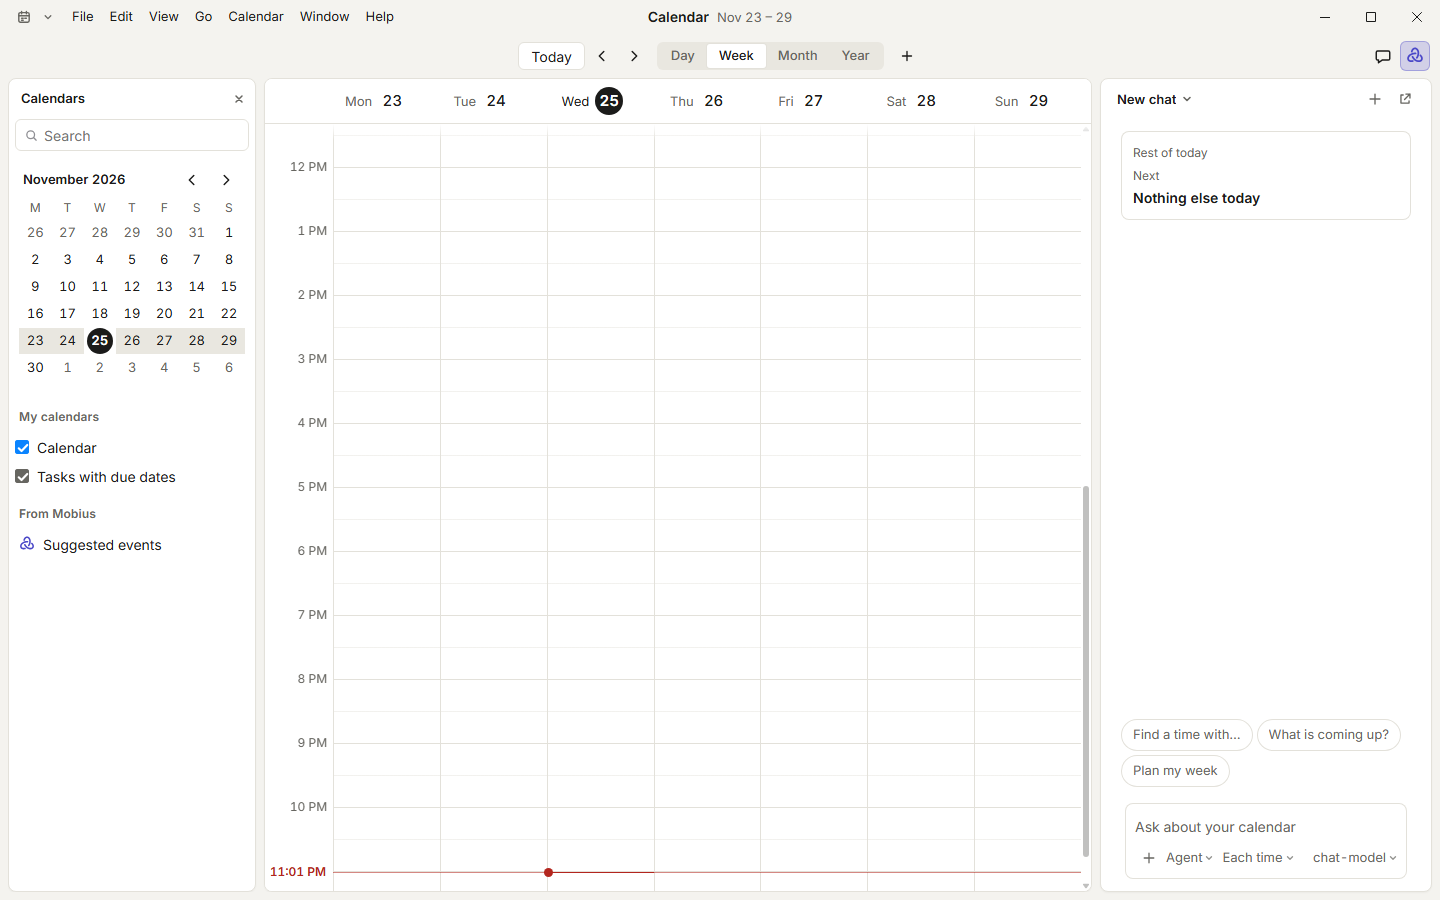 File Edit View Go Calendar Window Help
Calendar Nov 23 – 29
Today Day Week Month Year
Calendars
Search
November 2026
M T W T F S S
26 27 28 29 30 31 1
2 3 4 5 6 7 8
9 10 11 12 13 14 15
16 17 18 19 20 21 22
23 24 25 26 27 28 29
30 1 2 3 4 5 6
My calendars
Calendar
Tasks with due dates
From Mobius
Suggested events
Mon 23 Tue 24 Wed 25 Thu 26 Fri 27 Sat 28 Sun 29
12 PM
1 PM
2 PM
3 PM
4 PM
5 PM
6 PM
7 PM
8 PM
9 PM
10 PM
11:01 PM
New chat
Rest of today
Next
Nothing else today
Find a time with... What is coming up?
Plan my week
Ask about your calendar
Agent Each time chat-model